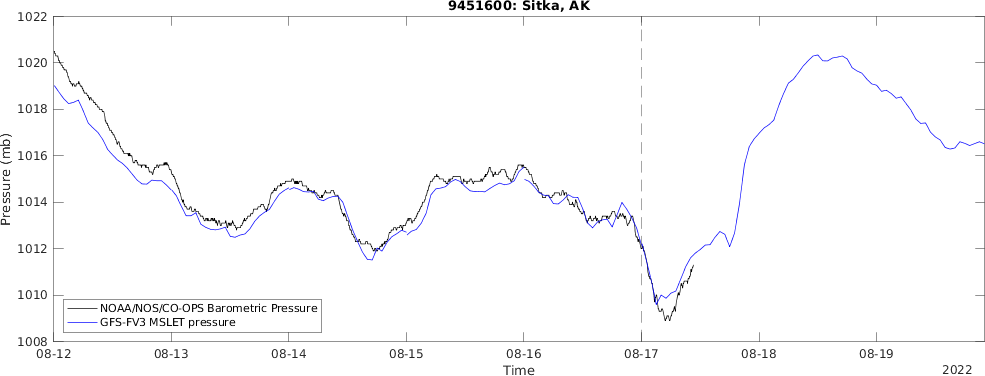 9451600: Sitka, AK
1022
1020
1018
1016
1014
1012
1010
1008
Pressure (mb)
NOAA/NOS/CO-OPS Barometric Pressure
GFS-FV3 MSLET pressure
08-12 08-13 08-14 08-15 08-16 08-17 08-18 08-19
Time
2022